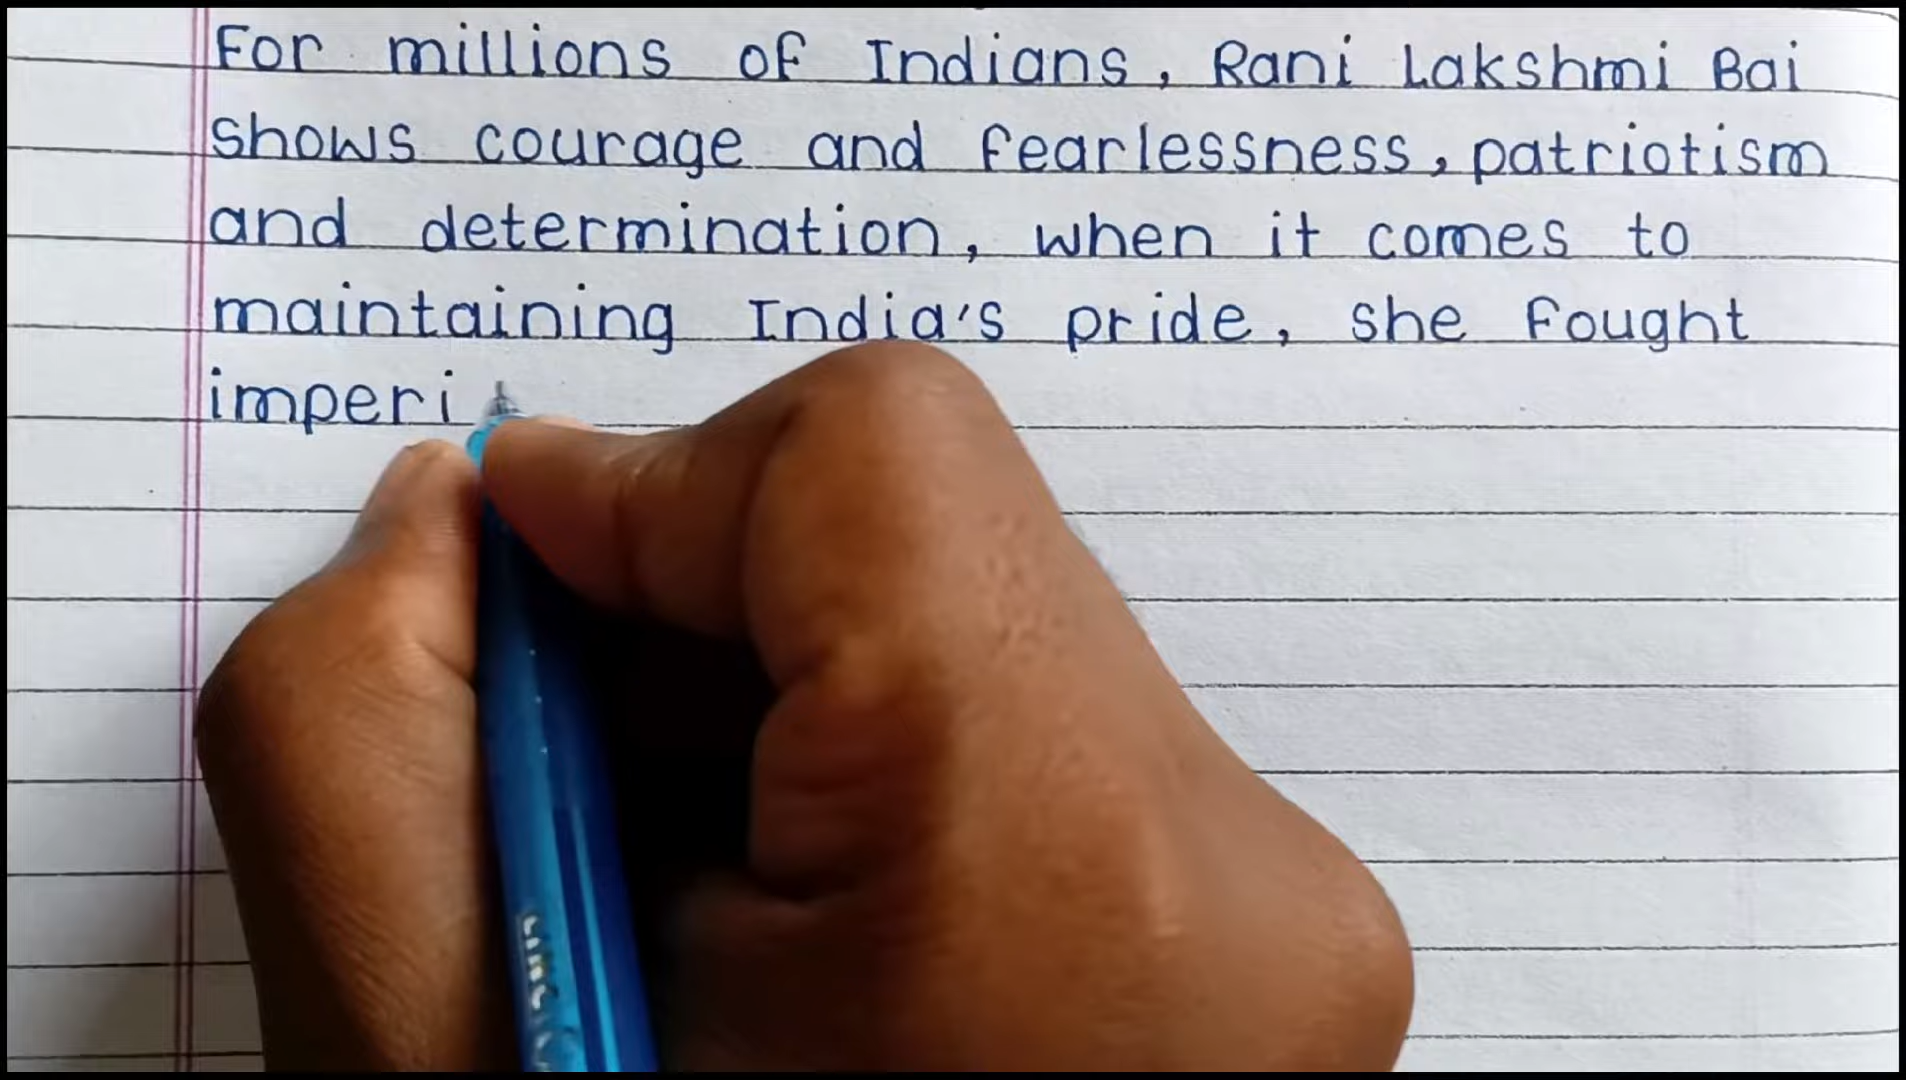 For millions of Indians, Rani Lakshmi Bai
shows courage and fearlessness, patriotism
and determination, when it comes to
maintaining India's pride, she fought
imperi